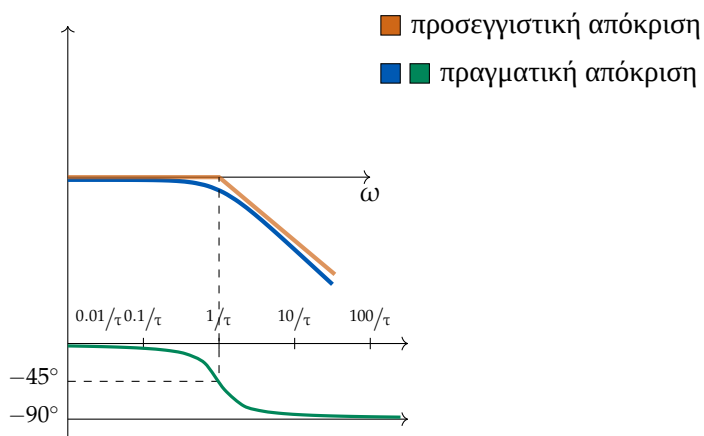 προσεγγιστική απόκριση
πραγματική απόκριση
ω
0.01/τ 0.1/τ 1/τ 10/τ 100/τ
−45°
−90°